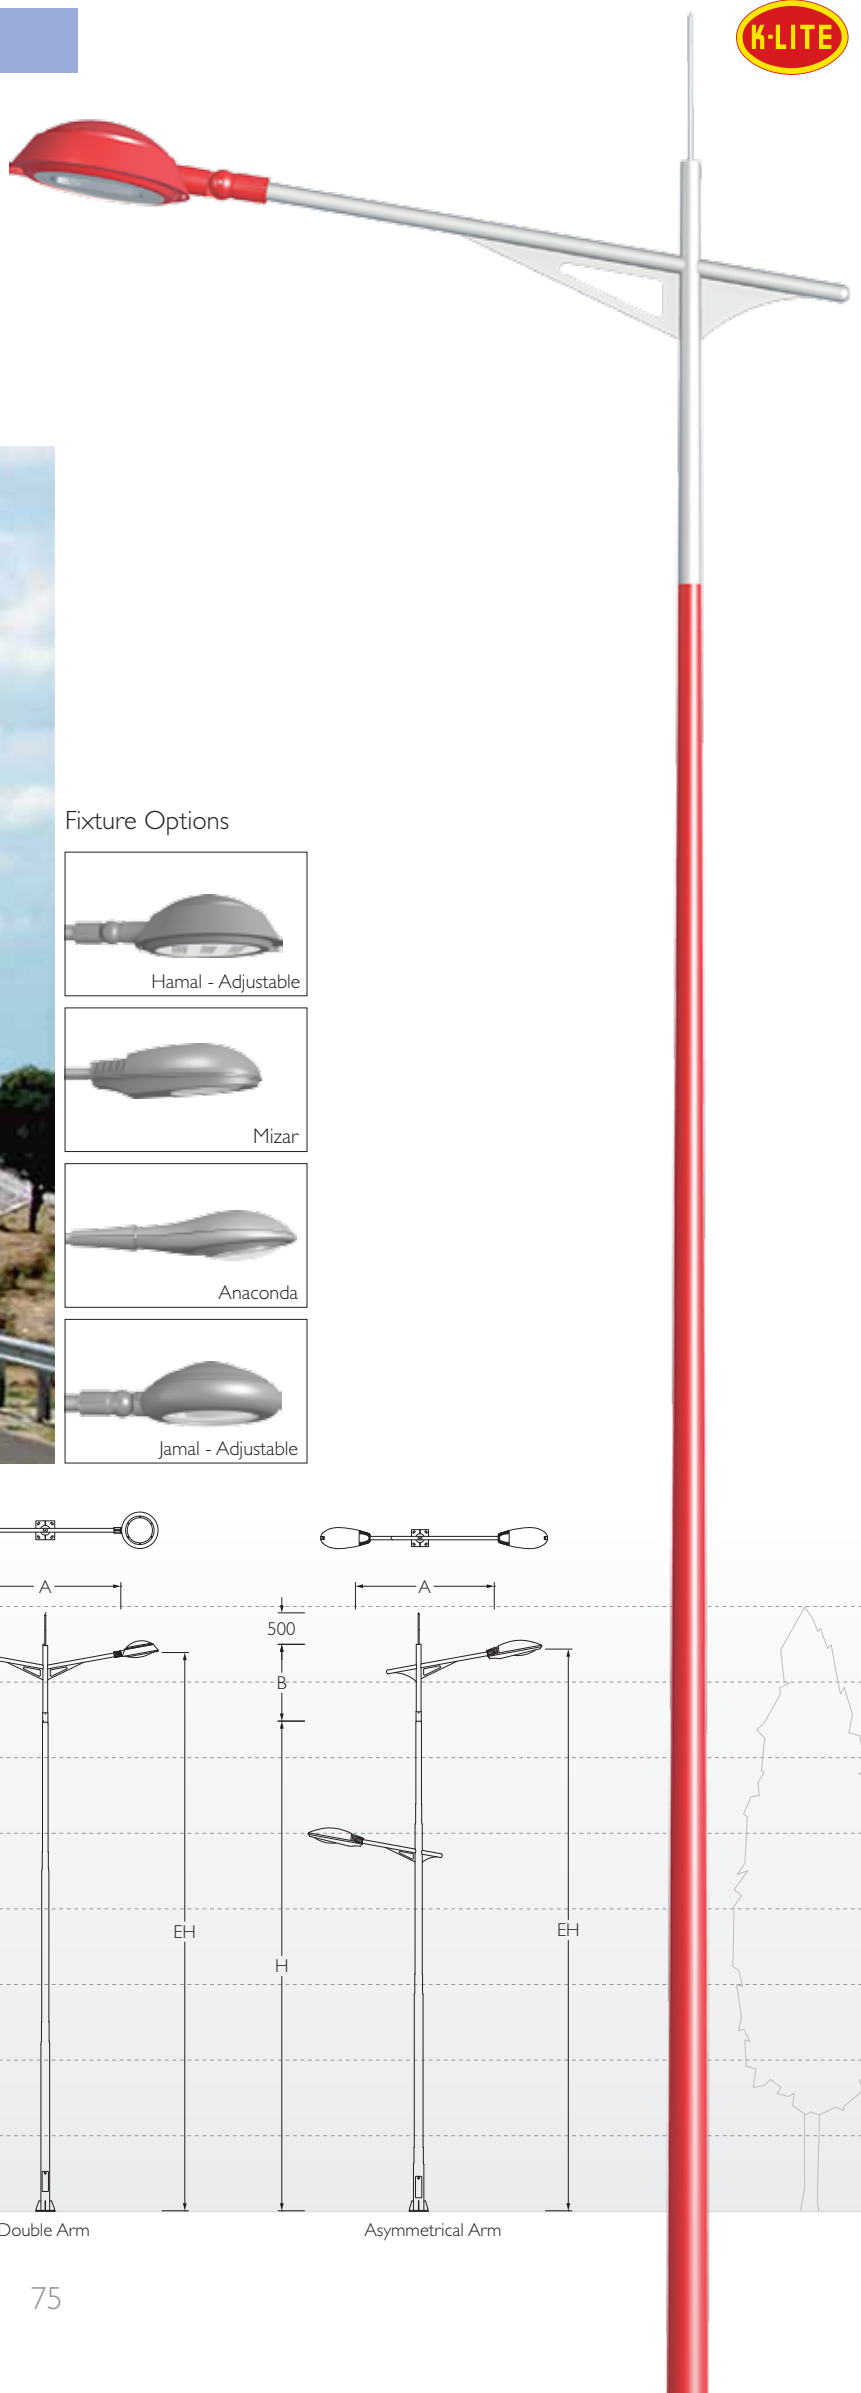 K-LITE
Fixture Options
Hamal - Adjustable
Mizar
Anaconda
Jamal - Adjustable
A
A
500
B
EH
EH
H
Double Arm
Asymmetrical Arm
75